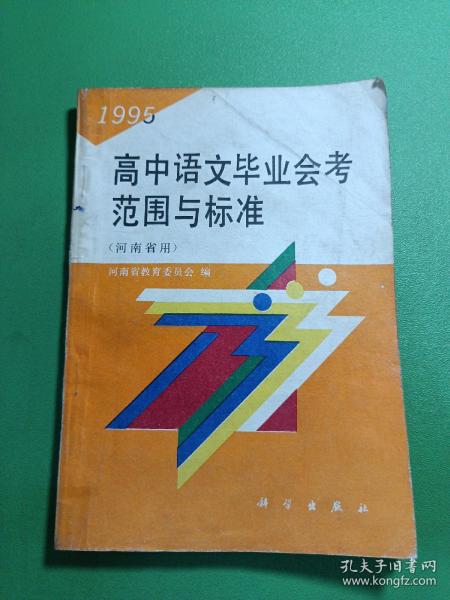 1995
高中语文毕业会考
范围与标准
(河南省用)
河南省教育委员会 编
科学出版社
孔夫子旧书网
www.kongfz.com